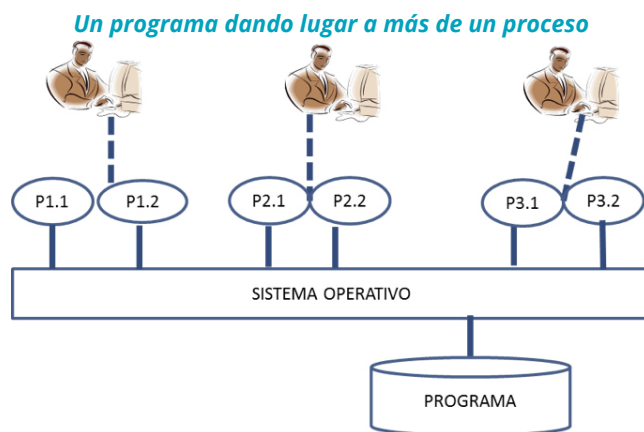 Un programa dando lugar a más de un proceso
P1.1 P1.2 P2.1 P2.2 P3.1 P3.2
SISTEMA OPERATIVO
PROGRAMA